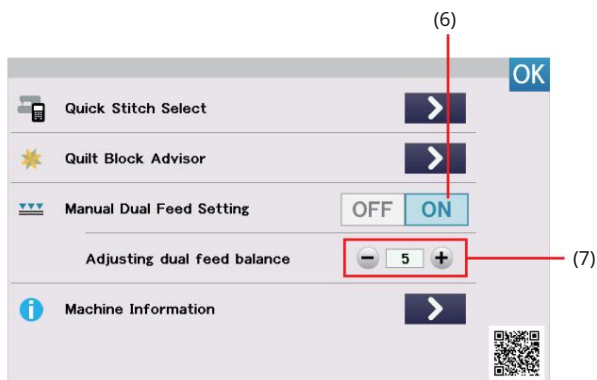 (6)
OK
Quick Stitch Select
Quilt Block Advisor
Manual Dual Feed Setting OFF ON
Adjusting dual feed balance − 5 + (7)
Machine Information